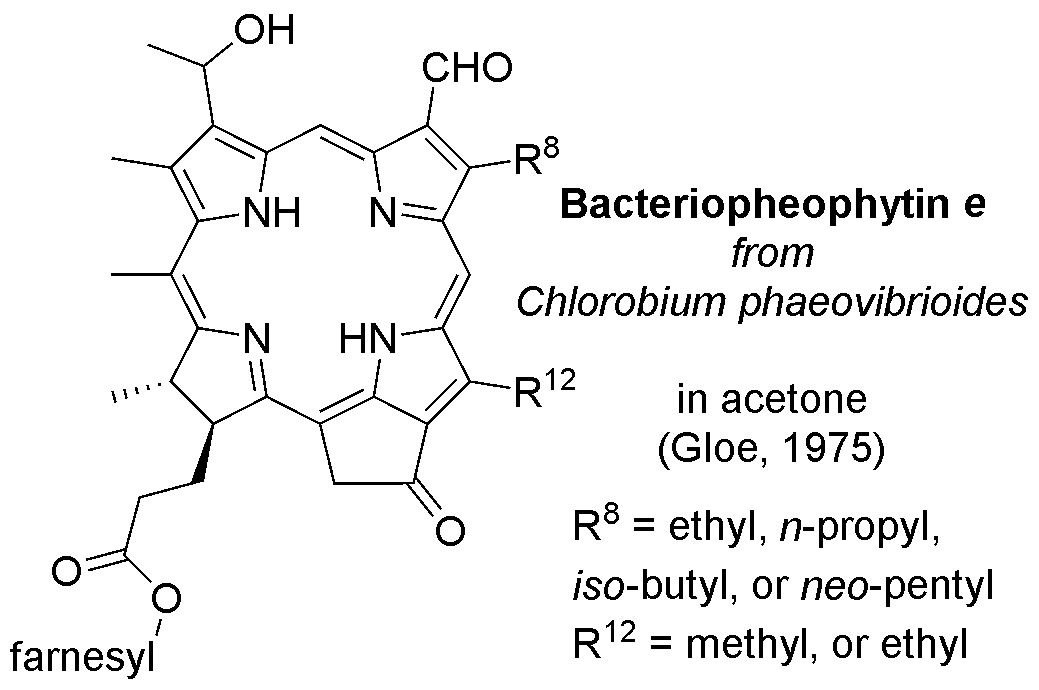 OH
CHO
R8
NH
N
Bacteriopheophytin e
from
Chlorobium phaeovibrioides
N
HN
R12
in acetone
(Gloe, 1975)
O
R8 = ethyl, n-propyl,
iso-butyl, or neo-pentyl
O
O
R12 = methyl, or ethyl
farnesyl